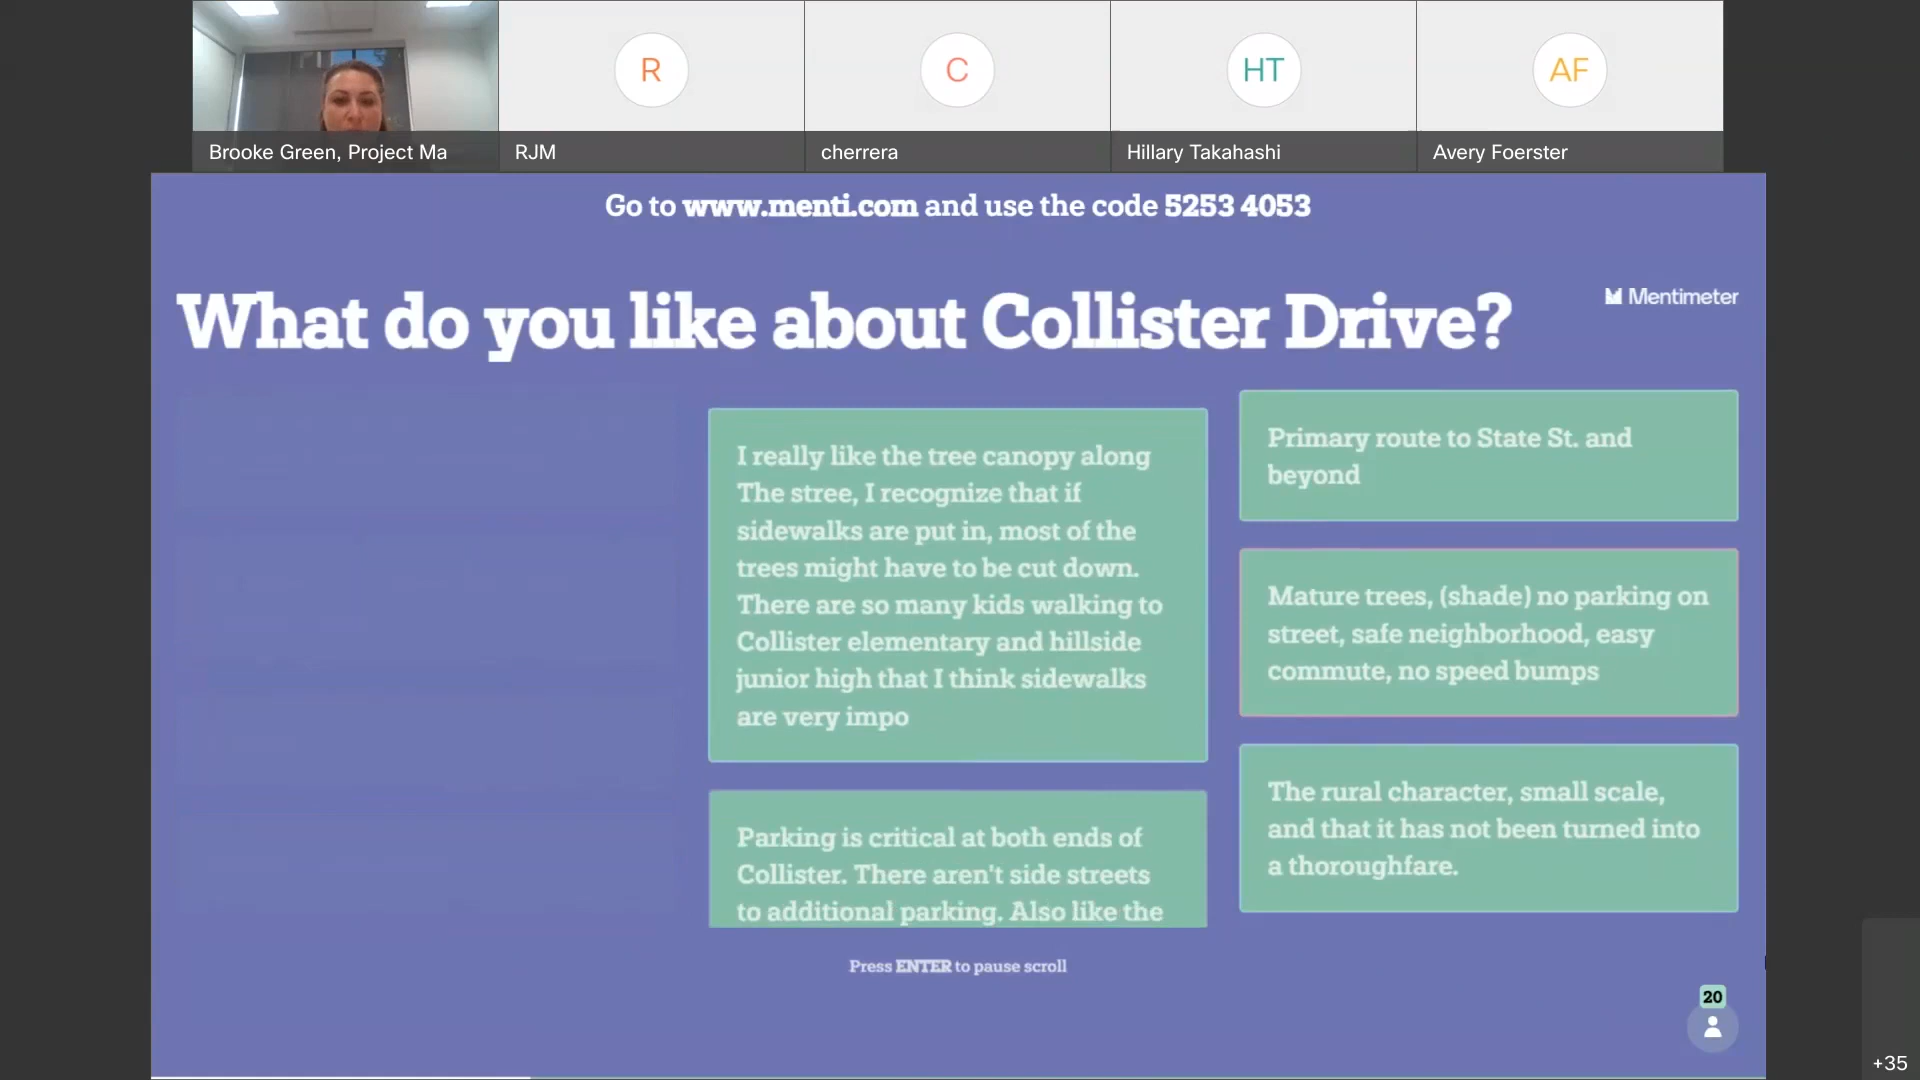 R
C
HT
AF
Brooke Green, Project Ma
RJM
cherrera
Hillary Takahashi
Avery Foerster
Go to www.menti.com and use the code 5253 4053
What do you like about Collister Drive?
Mentimeter
I really like the tree canopy along
The stree, I recognize that if
sidewalks are put in, most of the
trees might have to be cut down.
There are so many kids walking to
Collister elementary and hillside
junior high that I think sidewalks
are very impo
Parking is critical at both ends of
Collister. There aren't side streets
to additional parking. Also like the
Primary route to State St. and
beyond
Mature trees, (shade) no parking on
street, safe neighborhood, easy
commute, no speed bumps
The rural character, small scale,
and that it has not been turned into
a thoroughfare.
Press ENTER to pause scroll
20
+35